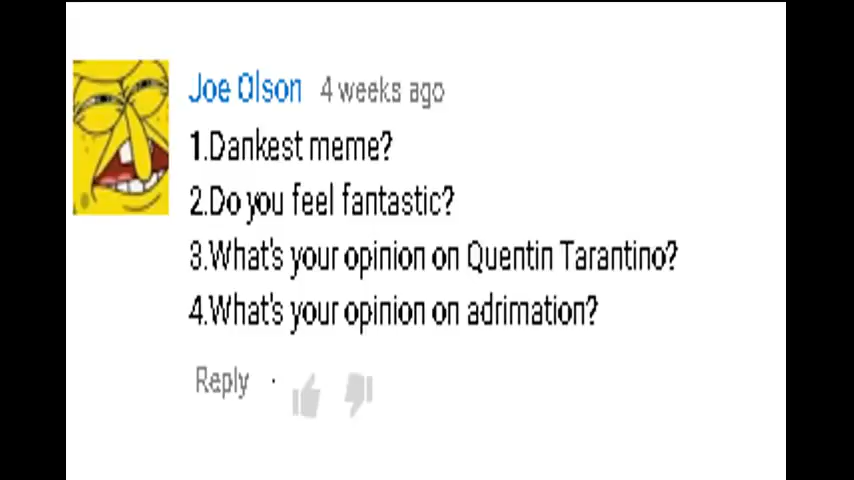 Joe Olson 4 weeks ago
1.Dankest meme?
2.Do you feel fantastic?
3.What's your opinion on Quentin Tarantino?
4.What's your opinion on adrimation?
Reply ·